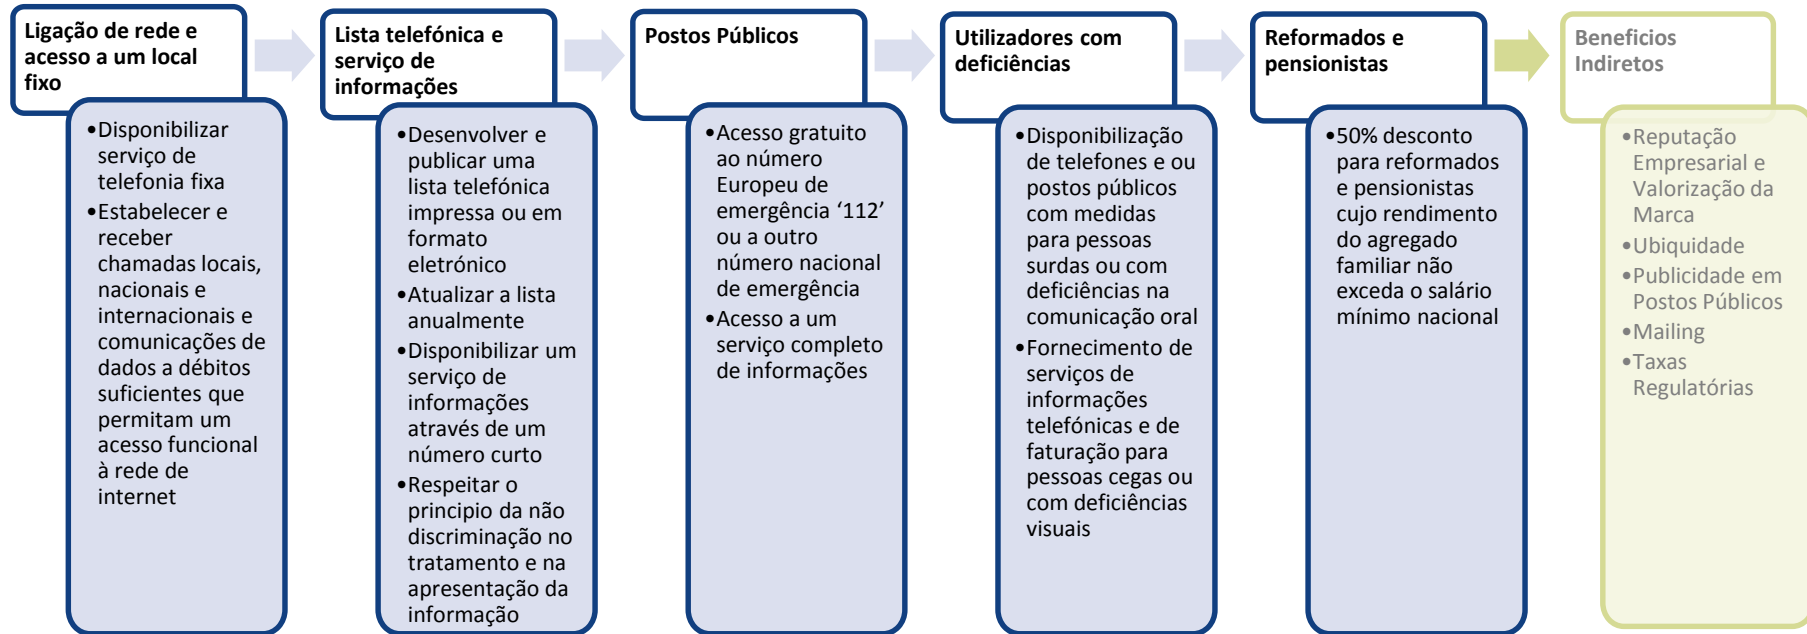 Ligação de rede e
acesso a um local
fixo
•Disponibilizar
serviço de
telefonia fixa
•Estabelecer e
receber
chamadas locais,
nacionais e
internacionais e
comunicações de
dados a débitos
suficientes que
permitam um
acesso funcional
à rede de
internet
Lista telefónica e
serviço de
informações
•Desenvolver e
publicar uma
lista telefónica
impressa ou em
formato
eletrónico
•Atualizar a lista
anualmente
•Disponibilizar um
serviço de
informações
através de um
número curto
•Respeitar o
principio da não
discriminação no
tratamento e na
apresentação da
informação
Postos Públicos
•Acesso gratuito
ao número
Europeu de
emergência ‘112’
ou a outro
número nacional
de emergência
•Acesso a um
serviço completo
de informações
Utilizadores com
deficiências
•Disponibilização
de telefones e ou
postos públicos
com medidas
para pessoas
surdas ou com
deficiências na
comunicação oral
•Fornecimento de
serviços de
informações
telefónicas e de
faturação para
pessoas cegas ou
com deficiências
visuais
Reformados e
pensionistas
•50% desconto
para reformados
e pensionistas
cujo rendimento
do agregado
familiar não
exceda o salário
mínimo nacional
Beneficios
Indiretos
•Reputação
Empresarial e
Valorização da
Marca
•Ubiquidade
•Publicidade em
Postos Públicos
•Mailing
•Taxas
Regulatórias